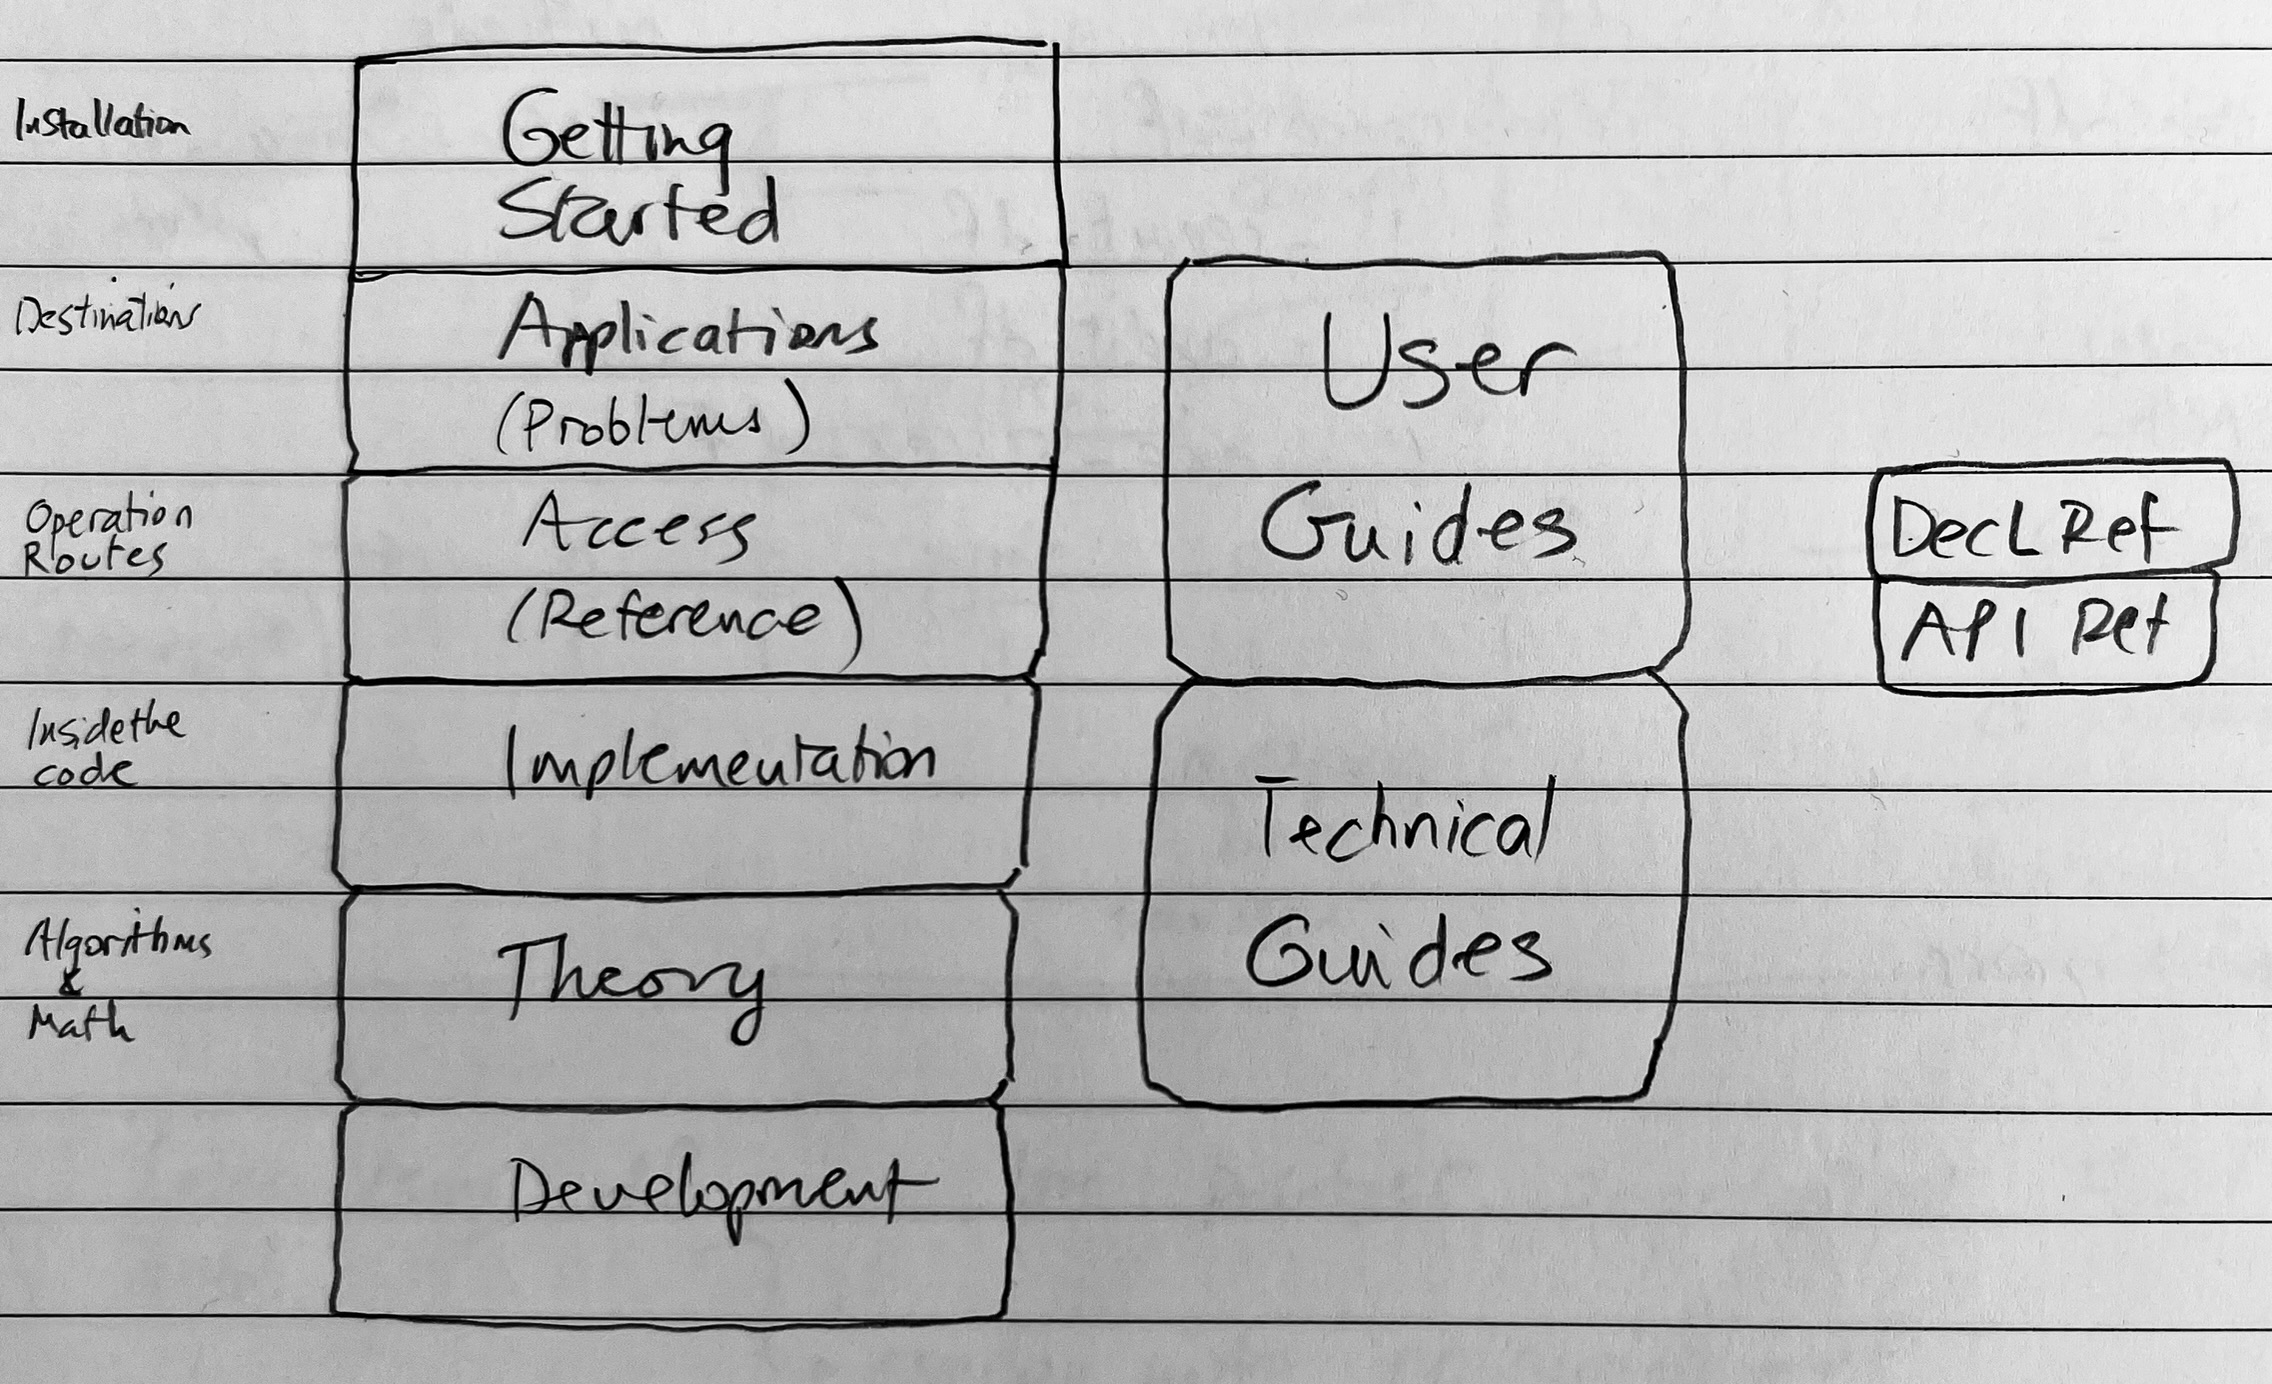 Installation
Getting
Started
Destinations
Applications
(Problems)
Operation
Routes
Access
(Reference)
Inside the
code
Implementation
Algorithms
&
Math
Theory
Development
User
Guides
Technical
Guides
Decl Ref
API Ref